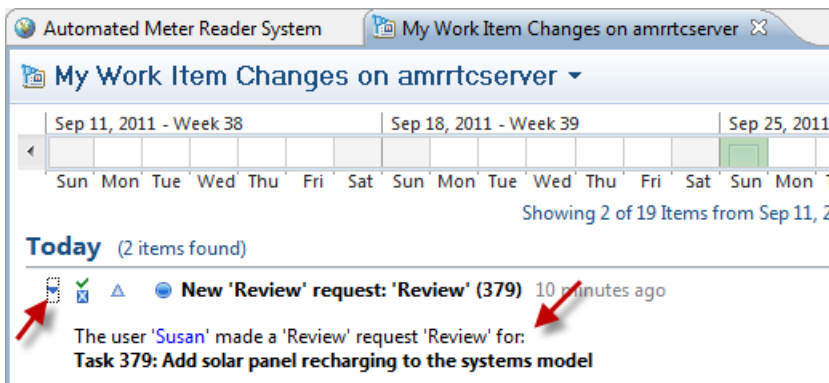 Automated Meter Reader System My Work Item Changes on amrrtcserver
My Work Item Changes on amrrtcserver
Sep 11, 2011 - Week 38 Sep 18, 2011 - Week 39 Sep 25, 2011
Sun Mon Tue Wed Thu Fri Sat Sun Mon Tue Wed Thu Fri Sat Sun Mon
Showing 2 of 19 Items from Sep 11,
Today (2 items found)
New 'Review' request: 'Review' (379) 10 minutes ago
The user 'Susan' made a 'Review' request 'Review' for:
Task 379: Add solar panel recharging to the systems model